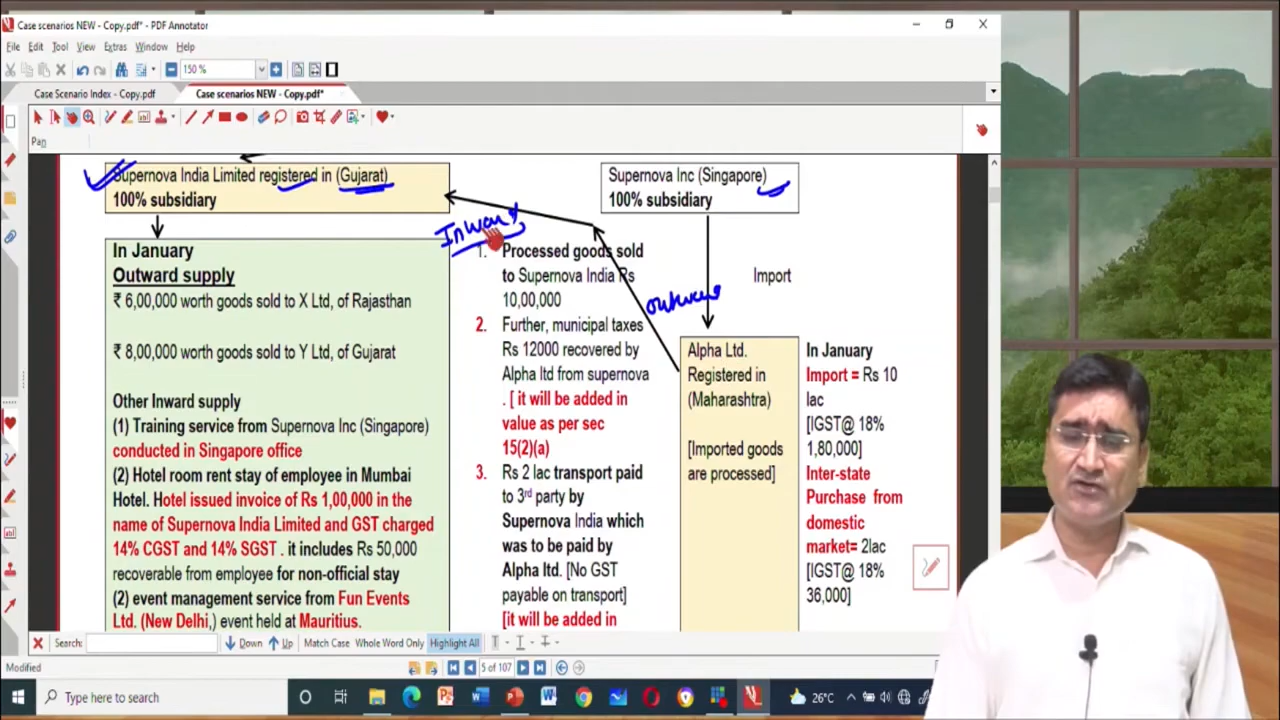 Case scenarios NEW - Copy.pdf* - PDF Annotator
File Edit Tool View Extras Window Help
150 %
Case Scenario Index - Copy.pdf Case scenarios NEW - Copy.pdf*
Pan
Supernova India Limited registered in (Gujarat)
100% subsidiary
Supernova Inc (Singapore)
100% subsidiary
Inward
outward
Import
In January
Outward supply
₹ 6,00,000 worth goods sold to X Ltd, of Rajasthan
₹ 8,00,000 worth goods sold to Y Ltd, of Gujarat
Other Inward supply
(1) Training service from Supernova Inc (Singapore)
conducted in Singapore office
(2) Hotel room rent stay of employee in Mumbai
Hotel. Hotel issued invoice of Rs 1,00,000 in the
name of Supernova India Limited and GST charged
14% CGST and 14% SGST . it includes Rs 50,000
recoverable from employee for non-official stay
(2) event management service from Fun Events
Ltd. (New Delhi,) event held at Mauritius.
1. Processed goods sold
to Supernova India Rs
10,00,000
2. Further, municipal taxes
Rs 12000 recovered by
Alpha ltd from supernova
. [ it will be added in
value as per sec
15(2)(a)
3. Rs 2 lac transport paid
to 3rd party by
Supernova India which
was to be paid by
Alpha ltd. [No GST
payable on transport]
[it will be added in
Alpha Ltd.
Registered in
(Maharashtra)
[Imported goods
are processed]
In January
Import = Rs 10
lac
[IGST@ 18%
1,80,000]
Inter-state
Purchase from
domestic
market= 2lac
[IGST@ 18%
36,000]
Search: Down Up Match Case Whole Word Only Highlight All
Modified 5 of 107
Type here to search 26°C